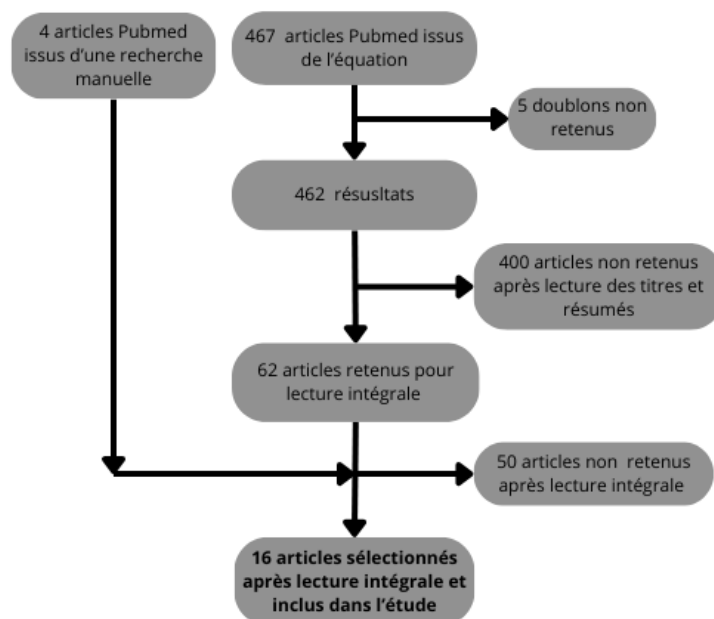 4 articles Pubmed
issus d’une recherche
manuelle
467 articles Pubmed issus
de l’équation
5 doublons non
retenus
462 résusltats
400 articles non retenus
après lecture des titres et
résumés
62 articles retenus pour
lecture intégrale
50 articles non retenus
après lecture intégrale
16 articles sélectionnés
après lecture intégrale et
inclus dans l’étude